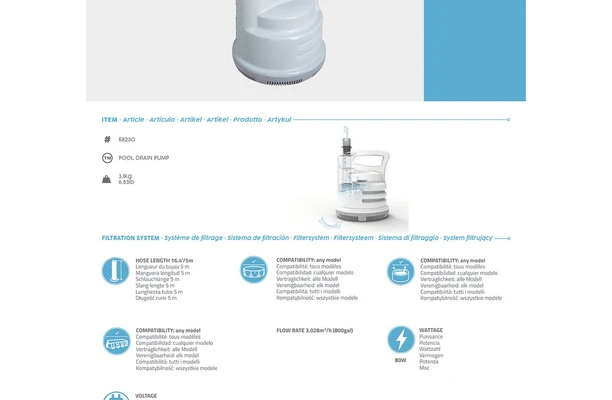 ITEM · Article · Artículo · Artikel · Artikel · Prodotto · Artykuł
# 58230
TM POOL DRAIN PUMP
3,1Kg
6,83lb
FILTRATION SYSTEM · Système de filtrage · Sistema de filtración · Filtersystem · Filtersysteem · Sistema di filtraggio · System filtrujący
HOSE LENGTH 16.4'/5m
Longueur du tuyau 5 m
Manguera longitud 5 m
Schlauchlänge 5 m
Slang lengte 5 m
Lunghezza tubo 5 m
Długość rurki 5 m
COMPATIBILITY: any model
Compatibilité: tous modèles
Compatibilidad: cualquier modelo
Verträglichkeit: alle Modell
Verenigbaarheid: elk model
Compatibilità: tutti i modelli
Kompatybilność: wszystkie modele
COMPATIBILITY: any model
Compatibilité: tous modèles
Compatibilidad: cualquier modelo
Verträglichkeit: alle Modell
Verenigbaarheid: elk model
Compatibilità: tutti i modelli
Kompatybilność: wszystkie modele
COMPATIBILITY: any model
Compatibilité: tous modèles
Compatibilidad: cualquier modelo
Verträglichkeit: alle Modell
Verenigbaarheid: elk model
Compatibilità: tutti i modelli
Kompatybilność: wszystkie modele
FLOW RATE 3.028m³/h (800gal)
80W
WATTAGE
Puissance
Potencia
Wattzahl
Vermogen
Potenza
Moc
VOLTAGE